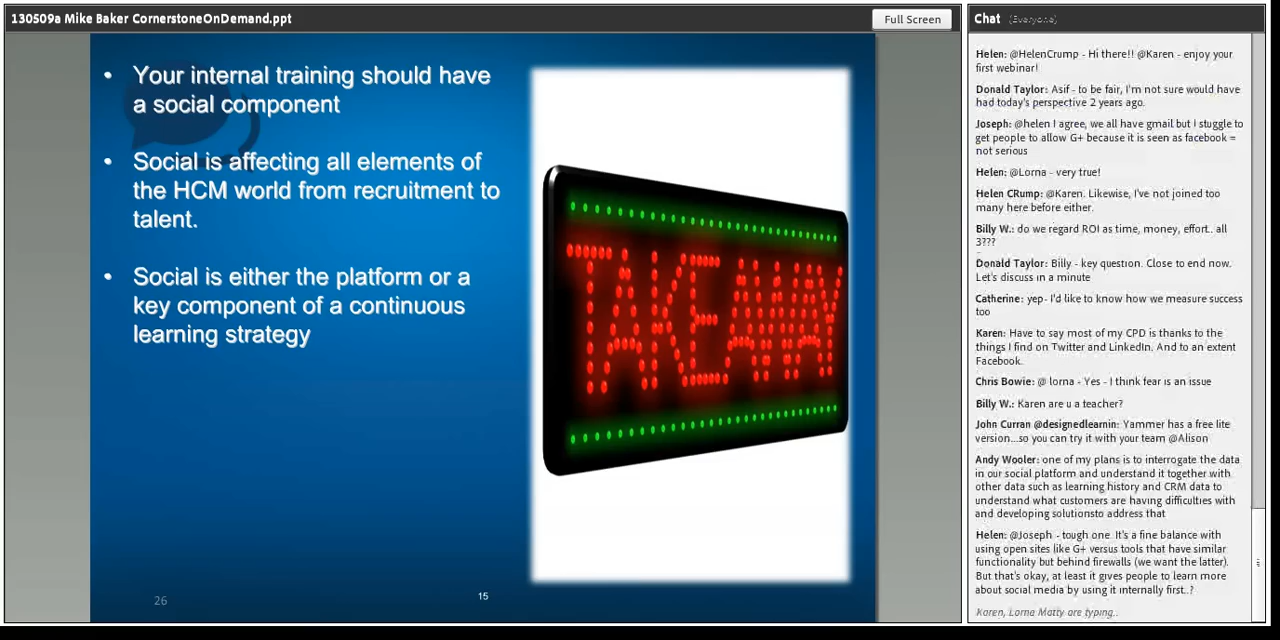 130509a Mike Baker CornerstoneOnDemand.ppt
Full Screen
• Your internal training should have
a social component
• Social is affecting all elements of
the HCM world from recruitment to
talent.
• Social is either the platform or a
key component of a continuous
learning strategy
TAKEAWAY
26
15
Chat (Everyone)
Helen: @HelenCrump - Hi there!! @Karen - enjoy your
first webinar!
Donald Taylor: Asif - to be fair, I'm not sure would have
had today's perspective 2 years ago.
Joseph: @helen I agree, we all have gmail but I stuggle to
get people to allow G+ because it is seen as facebook =
not serious
Helen: @Lorna - very true!
Helen CRump: @Karen. Likewise, I've not joined too
many here before either.
Billy W.: do we regard ROI as time, money, effort.. all
3???
Donald Taylor: Billy - key question. Close to end now.
Let's discuss in a minute
Catherine: yep- I'd like to know how we measure success
too
Karen: Have to say most of my CPD is thanks to the
things I find on Twitter and LinkedIn. And to an extent
Facebook.
Chris Bowie: @ lorna - Yes - I think fear is an issue
Billy W.: Karen are u a teacher?
John Curran @designedlearnin: Yammer has a free lite
version...so you can try it with your team @Alison
Andy Wooler: one of my plans is to interrogate the data
in our social platform and understand it together with
other data such as learning history and CRM data to
understand what customers are having difficulties with
and developing solutionsto address that
Helen: @Joseph - tough one. It's a fine balance with
using open sites like G+ versus tools that have similar
functionality but behind firewalls (we want the latter).
But that's okay, at least it gives people to learn more
about social media by using it internally first..?
Karen, Lorna Matty are typing..